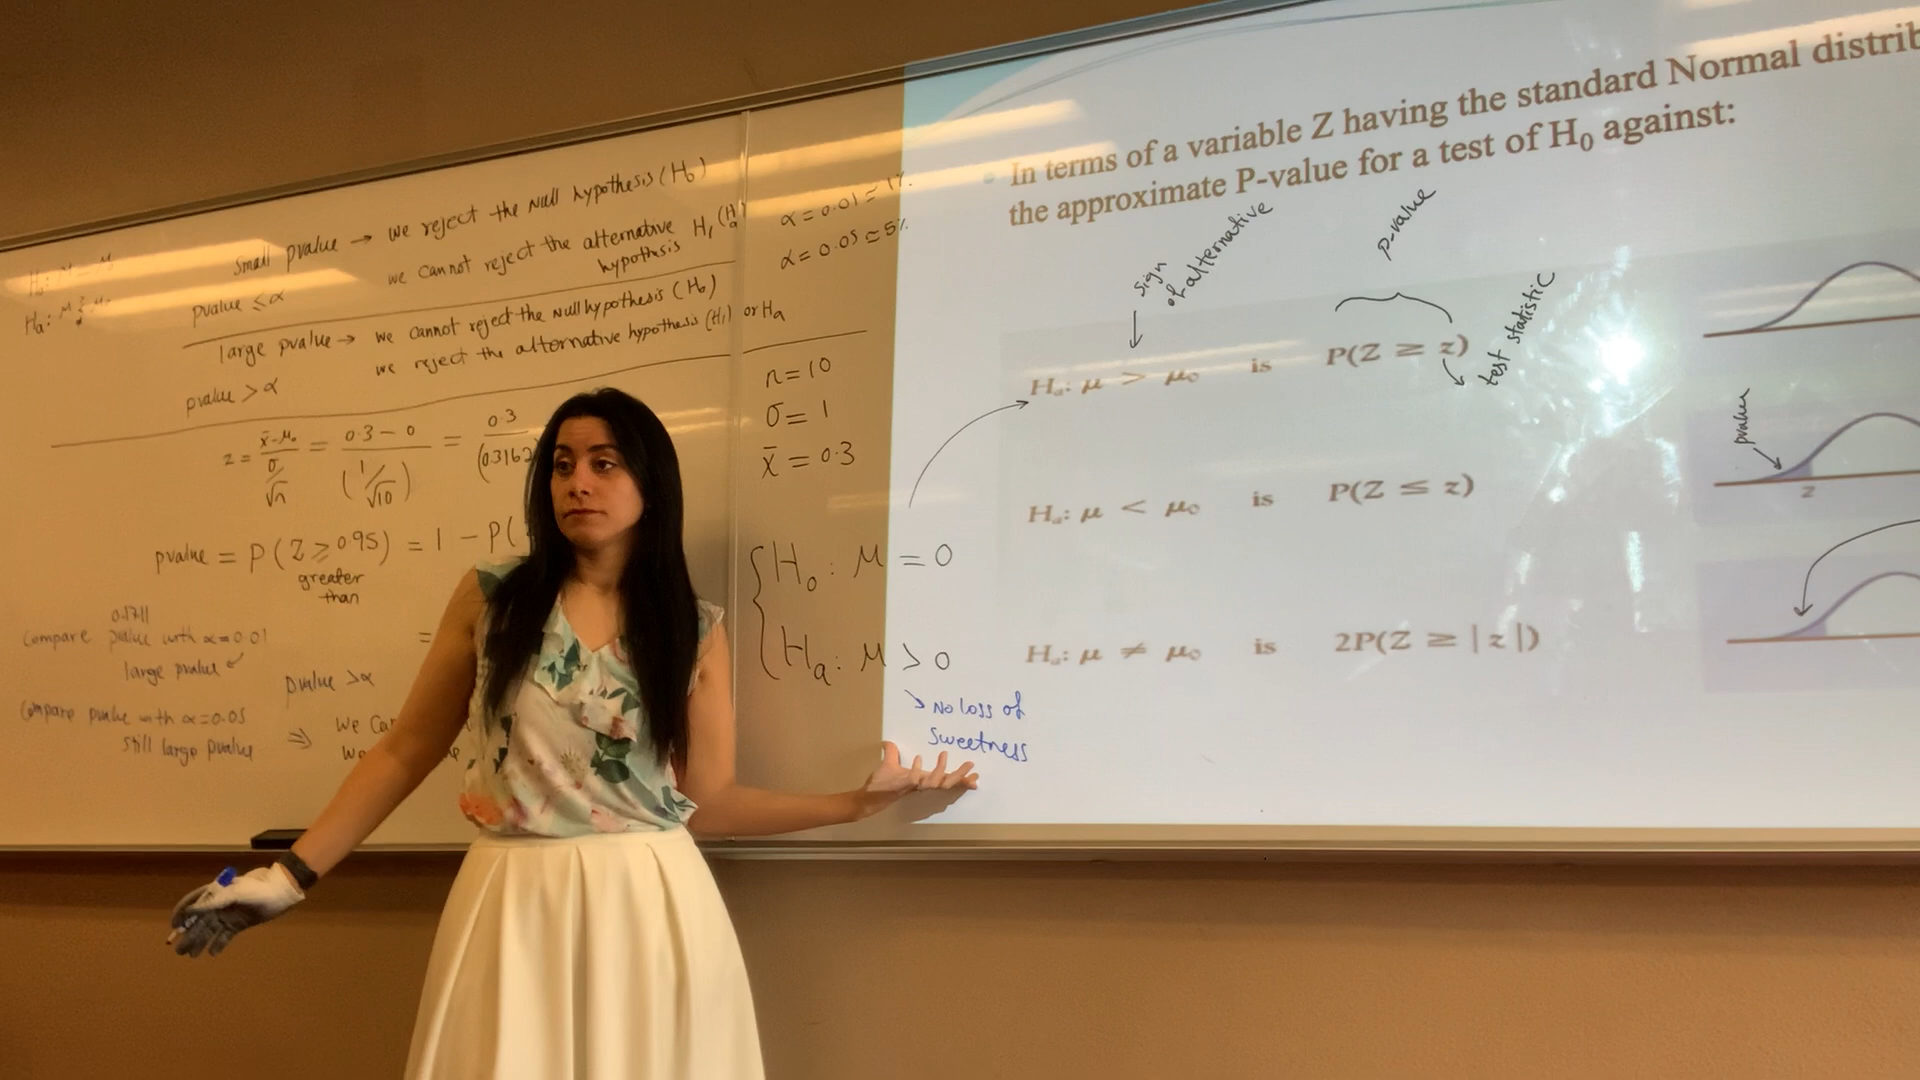 H₀: μ = μ₀
Hₐ: μ
Small pvalue → we reject the Null hypothesis (H₀)
we cannot reject the alternative H₁ (Hₐ)
hypothesis
pvalue ≤ α
large pvalue → we cannot reject the Null hypothesis (H₀)
we reject the alternative hypothesis (H₁) or Hₐ
pvalue > α
α = 0.01 ≃ 1%
α = 0.05 ≃ 5%
z = (x̄ - μ₀)/(σ/√n) = (0.3 - 0)/(1/√10) = 0.3/(0.3162
n = 10
σ = 1
x̄ = 0.3
pvalue = P(Z ≥ 0.95) = 1 - P(
greater
than
=
0.1711
Compare pvalue with α = 0.01
large pvalue
pvalue > α
Compare pvalue with α = 0.05
still large pvalue
⇒ we
we
H₀: μ = 0
Hₐ: μ > 0
No loss of
Sweetness
In terms of a variable Z having the standard Normal distrib
the approximate P-value for a test of H₀ against:
sign
of alternative
p-value
test statistic
Hₐ: μ > μ₀ is P(Z ≥ z)
Hₐ: μ < μ₀ is P(Z ≤ z)
Hₐ: μ ≠ μ₀ is 2P(Z ≥ |z|)
pvalue
z